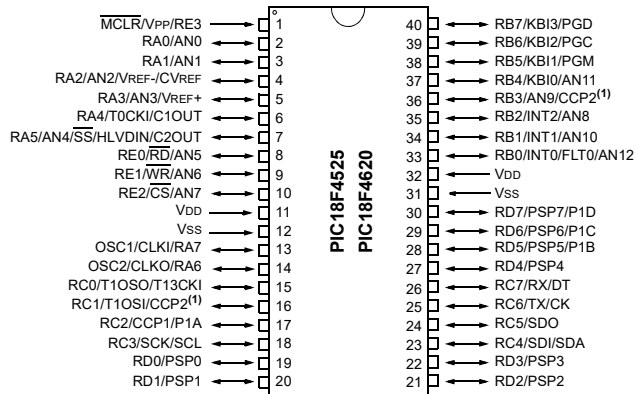 MCLR/VPP/RE3 1 40 RB7/KBI3/PGD
RA0/AN0 2 39 RB6/KBI2/PGC
RA1/AN1 3 38 RB5/KBI1/PGM
RA2/AN2/VREF-/CVREF 4 37 RB4/KBI0/AN11
RA3/AN3/VREF+ 5 36 RB3/AN9/CCP2(1)
RA4/T0CKI/C1OUT 6 35 RB2/INT2/AN8
RA5/AN4/SS/HLVDIN/C2OUT 7 34 RB1/INT1/AN10
RE0/RD/AN5 8 33 RB0/INT0/FLT0/AN12
RE1/WR/AN6 9 32 VDD
RE2/CS/AN7 10 31 VSS
VDD 11 30 RD7/PSP7/P1D
VSS 12 29 RD6/PSP6/P1C
OSC1/CLKI/RA7 13 28 RD5/PSP5/P1B
OSC2/CLKO/RA6 14 27 RD4/PSP4
RC0/T1OSO/T13CKI 15 26 RC7/RX/DT
RC1/T1OSI/CCP2(1) 16 25 RC6/TX/CK
RC2/CCP1/P1A 17 24 RC5/SDO
RC3/SCK/SCL 18 23 RC4/SDI/SDA
RD0/PSP0 19 22 RD3/PSP3
RD1/PSP1 20 21 RD2/PSP2
PIC18F4525
PIC18F4620